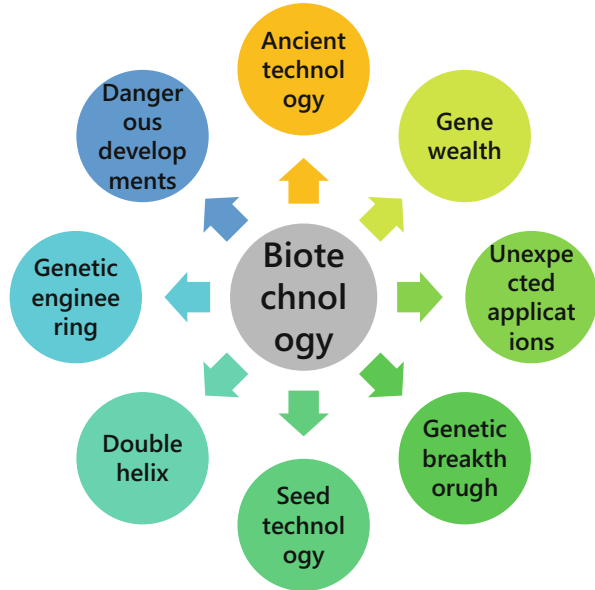 Ancient
technol
ogy
Gene
wealth
Unexpe
cted
applicat
ions
Genetic
breakth
orugh
Seed
technol
ogy
Double
helix
Genetic
enginee
ring
Danger
ous
develop
ments
Biote
chnol
ogy